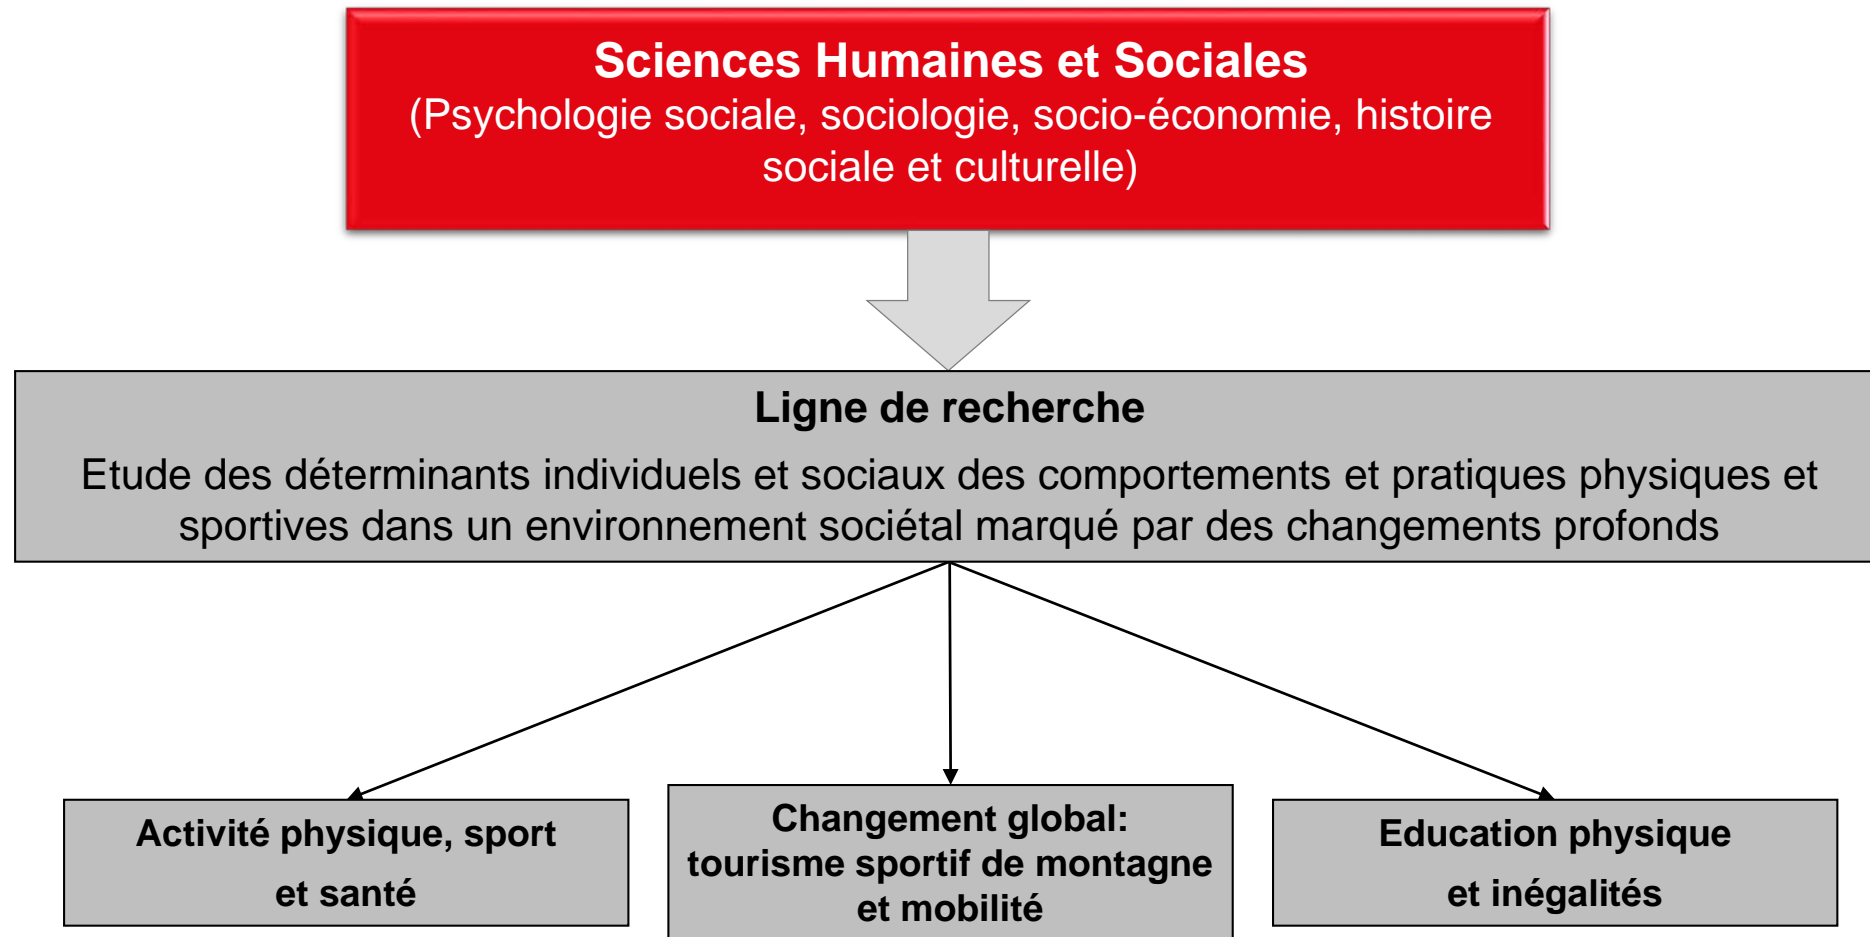 Sciences Humaines et Sociales
(Psychologie sociale, sociologie, socio-économie, histoire
sociale et culturelle)
Ligne de recherche
Etude des déterminants individuels et sociaux des comportements et pratiques physiques et
sportives dans un environnement sociétal marqué par des changements profonds
Activité physique, sport
et santé
Changement global:
tourisme sportif de montagne
et mobilité
Education physique
et inégalités